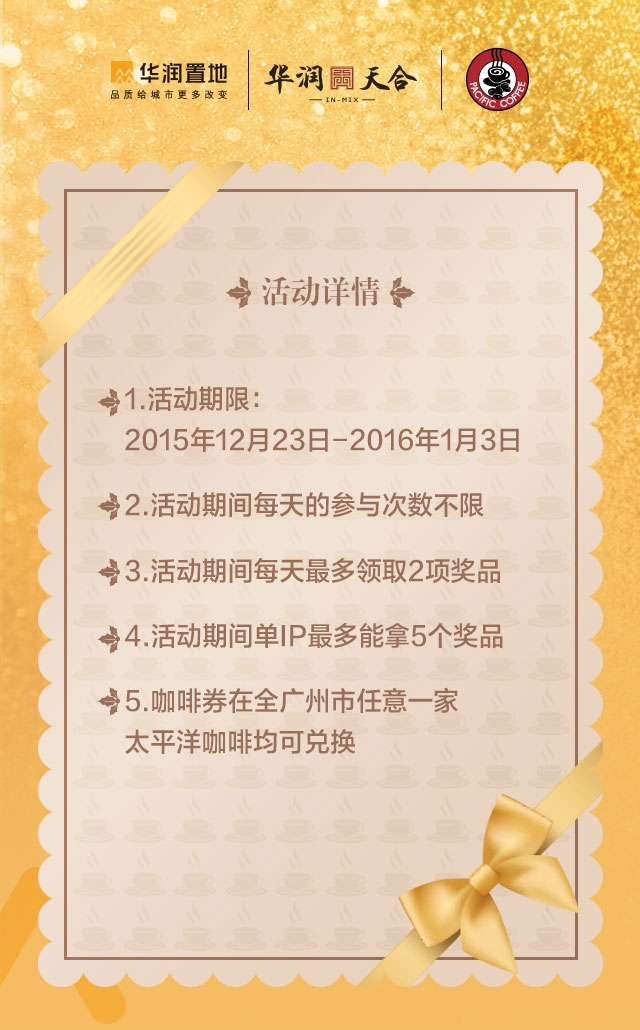 华润置地
品质给城市更多改变
华润天合
IN-MIX
PACIFIC COFFEE
活动详情
1.活动期限：
2015年12月23日-2016年1月3日
2.活动期间每天的参与次数不限
3.活动期间每天最多领取2项奖品
4.活动期间单IP最多能拿5个奖品
5.咖啡券在全广州市任意一家
太平洋咖啡均可兑换